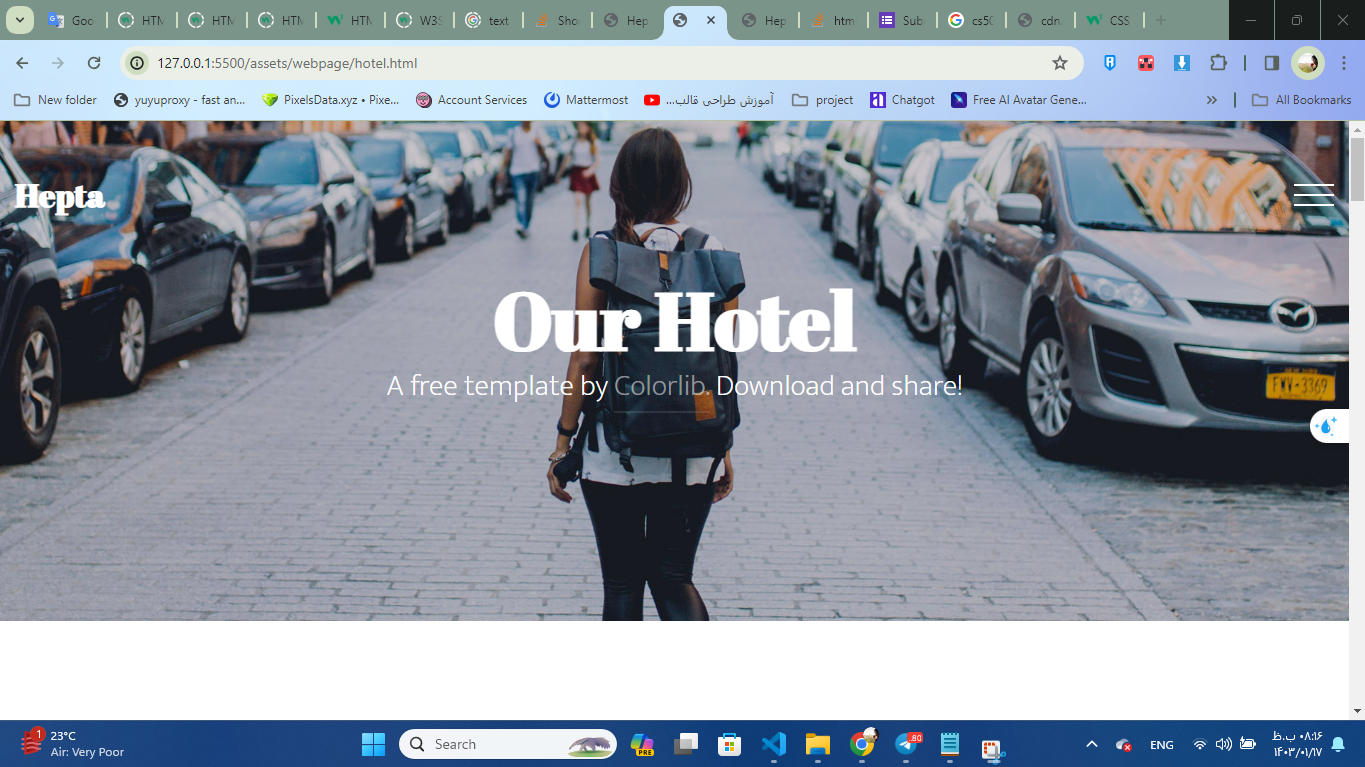 Goo
HTM
HTM
HTM
HTM
W3S
text
Sho
Hep
Hep
htm
Sub
cs50
cdn.
CSS
127.0.0.1:5500/assets/webpage/hotel.html
New folder
yuyuproxy - fast an...
PixelsData.xyz • Pixe...
Account Services
Mattermost
آموزش طراحی قالب...
project
Chatgot
Free AI Avatar Gene...
All Bookmarks
Hepta
Our Hotel
A free template by Colorlib. Download and share!
FWV-3369
1
23°C
Air: Very Poor
Search
PRE
80
ENG
۰۸:۱۶ ب.ظ
۱۴۰۳/۰۱/۱۷